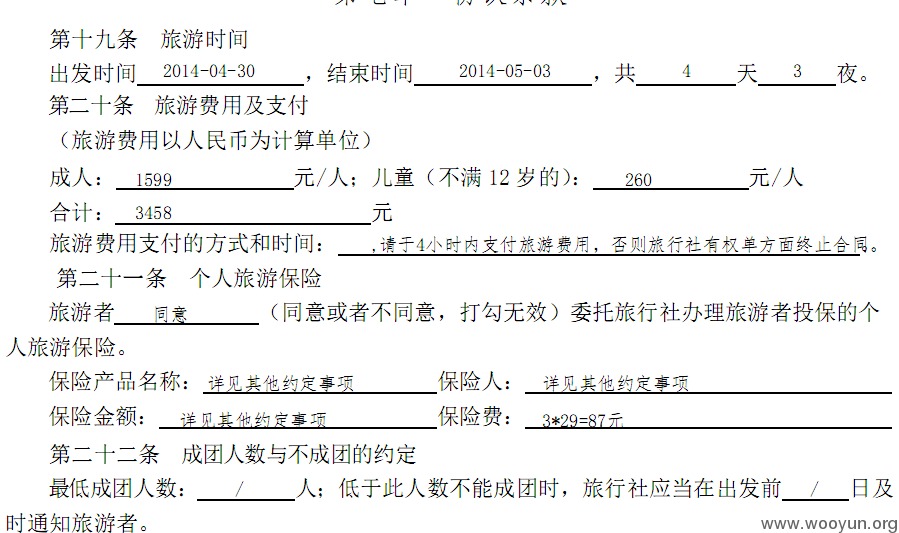 第十九条 旅游时间
出发时间 2014-04-30 ，结束时间 2014-05-03 ，共 4 天 3 夜。
第二十条 旅游费用及支付
（旅游费用以人民币为计算单位）
成人： 1599 元/人；儿童（不满 12 岁的）： 260 元/人
合计： 3458 元
旅游费用支付的方式和时间： ,请于4小时内支付旅游费用，否则旅行社有权单方面终止合同。
第二十一条 个人旅游保险
旅游者 同意 （同意或者不同意，打勾无效）委托旅行社办理旅游者投保的个
人旅游保险。
保险产品名称： 详见其他约定事项 保险人： 详见其他约定事项
保险金额： 详见其他约定事项 保险费： 3*29=87元
第二十二条 成团人数与不成团的约定
最低成团人数： / 人；低于此人数不能成团时，旅行社应当在出发前 / 日及
时通知旅游者。
www.wooyun.org